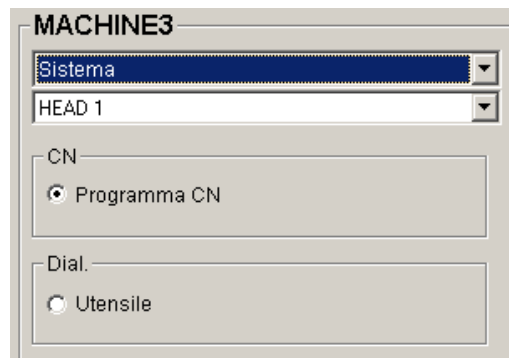 MACHINE3
Sistema
HEAD 1
CN
Programma CN
Dial.
Utensile